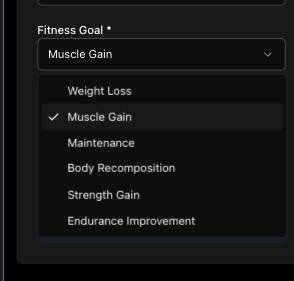 Fitness Goal *
Muscle Gain
Weight Loss
Muscle Gain
Maintenance
Body Recomposition
Strength Gain
Endurance Improvement